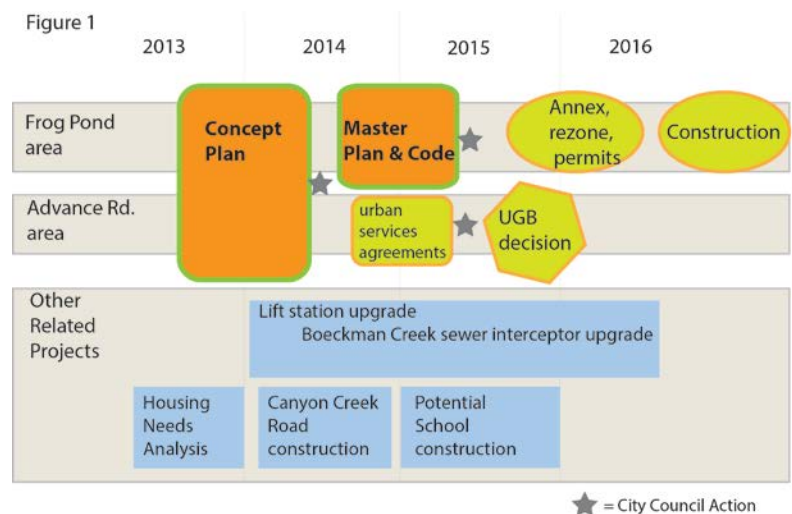 Figure 1
2013 2014 2015 2016
Frog Pond
area
Concept
Plan
Master
Plan & Code
Annex,
rezone,
permits
Construction
Advance Rd.
area
urban
services
agreements
UGB
decision
Other
Related
Projects
Lift station upgrade
Boeckman Creek sewer interceptor upgrade
Housing
Needs
Analysis
Canyon Creek
Road
construction
Potential
School
construction
= City Council Action